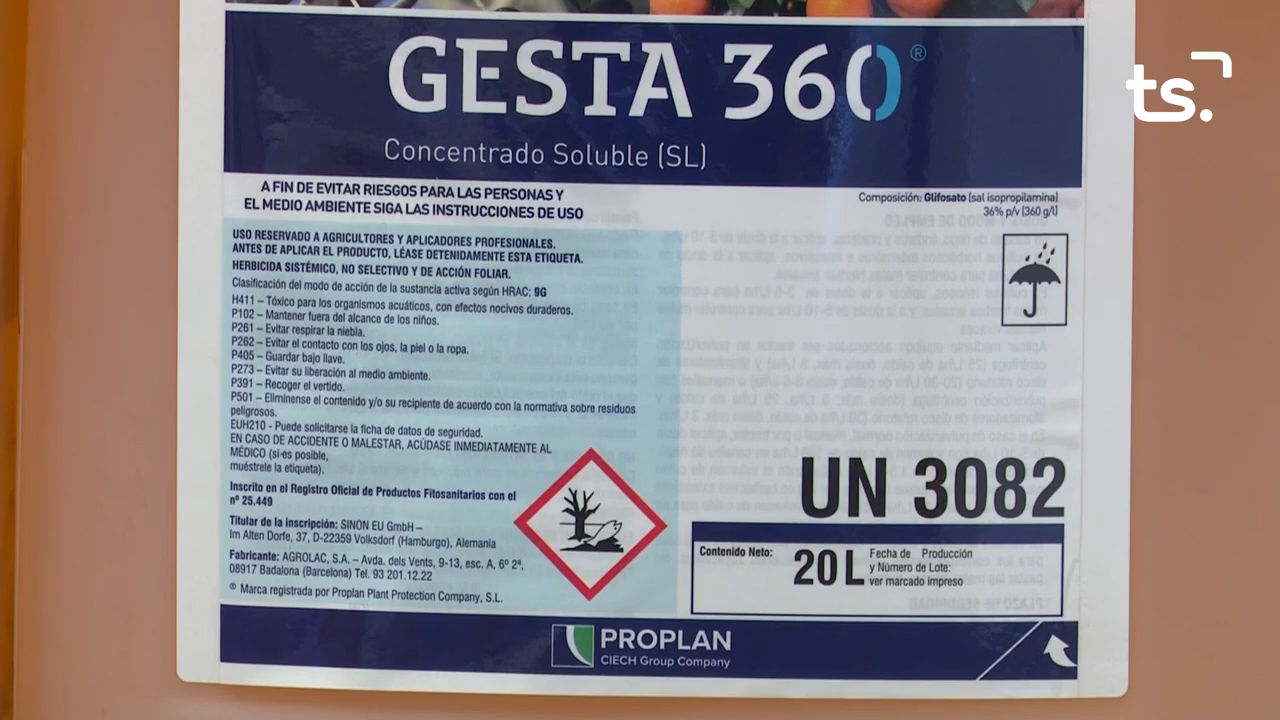 GESTA 360®
ts.
Concentrado Soluble (SL)
A FIN DE EVITAR RIESGOS PARA LAS PERSONAS Y
EL MEDIO AMBIENTE SIGA LAS INSTRUCCIONES DE USO
Composición: Glifosato (sal isopropilamina)
36% p/v (360 g/l)
USO RESERVADO A AGRICULTORES Y APLICADORES PROFESIONALES.
ANTES DE APLICAR EL PRODUCTO, LÉASE DETENIDAMENTE ESTA ETIQUETA.
HERBICIDA SISTÉMICO, NO SELECTIVO Y DE ACCIÓN FOLIAR.
Clasificación del modo de acción de la sustancia activa según HRAC: 9G
H411 – Tóxico para los organismos acuáticos, con efectos nocivos duraderos.
P102 – Mantener fuera del alcance de los niños.
P261 – Evitar respirar la niebla.
P262 – Evitar el contacto con los ojos, la piel o la ropa.
P405 – Guardar bajo llave.
P273 – Evitar su liberación al medio ambiente.
P391 – Recoger el vertido.
P501 – Elimínense el contenido y/o su recipiente de acuerdo con la normativa sobre residuos
peligrosos.
EUH210 - Puede solicitarse la ficha de datos de seguridad.
EN CASO DE ACCIDENTE O MALESTAR, ACÚDASE INMEDIATAMENTE AL
MÉDICO (si es posible,
muéstrele la etiqueta).
Inscrito en el Registro Oficial de Productos Fitosanitarios con el
nº 25.449
Titular de la inscripción: SINON EU GmbH –
Im Alten Dorfe, 37, D-22359 Volksdorf (Hamburgo), Alemania
Fabricante: AGROLAC, S.A. – Avda. dels Vents, 9-13, esc. A, 6º 2ª,
08917 Badalona (Barcelona) Tel. 93 201.12.22
® Marca registrada por Proplan Plant Protection Company, S.L.
UN 3082
Contenido Neto: 20 L
Fecha de Producción
y Número de Lote:
ver marcado impreso
PROPLAN
CIECH Group Company